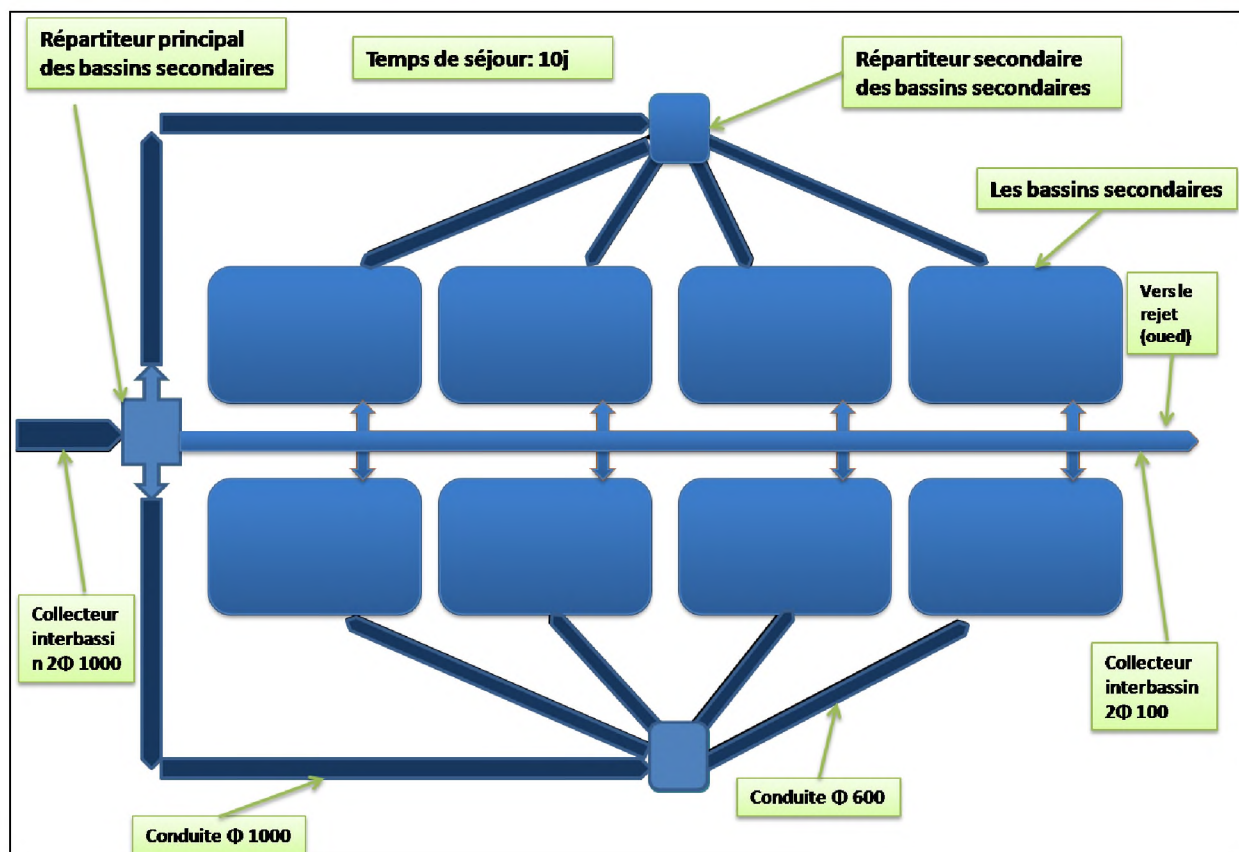 Répartiteur principal
des bassins secondaires
Temps de séjour: 10j
Répartiteur secondaire
des bassins secondaires
Les bassins secondaires
Vers le
rejet
(oued)
Collecteur
interbassi
n 2Φ 1000
Collecteur
interbassin
2Φ 100
Conduite Φ 600
Conduite Φ 1000